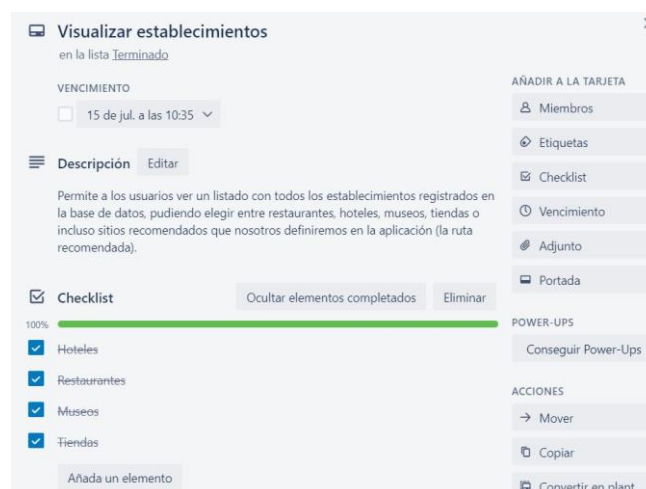 Visualizar establecimientos
en la lista Terminado
VENCIMIENTO
15 de jul. a las 10:35
Descripción Editar
Permite a los usuarios ver un listado con todos los establecimientos registrados en
la base de datos, pudiendo elegir entre restaurantes, hoteles, museos, tiendas o
incluso sitios recomendados que nosotros definiremos en la aplicación (la ruta
recomendada).
Checklist Ocultar elementos completados Eliminar
100%
Hoteles
Restaurantes
Museos
Tiendas
Añada un elemento
AÑADIR A LA TARJETA
Miembros
Etiquetas
Checklist
Vencimiento
Adjunto
Portada
POWER-UPS
Conseguir Power-Ups
ACCIONES
Mover
Copiar
Convertir en plant